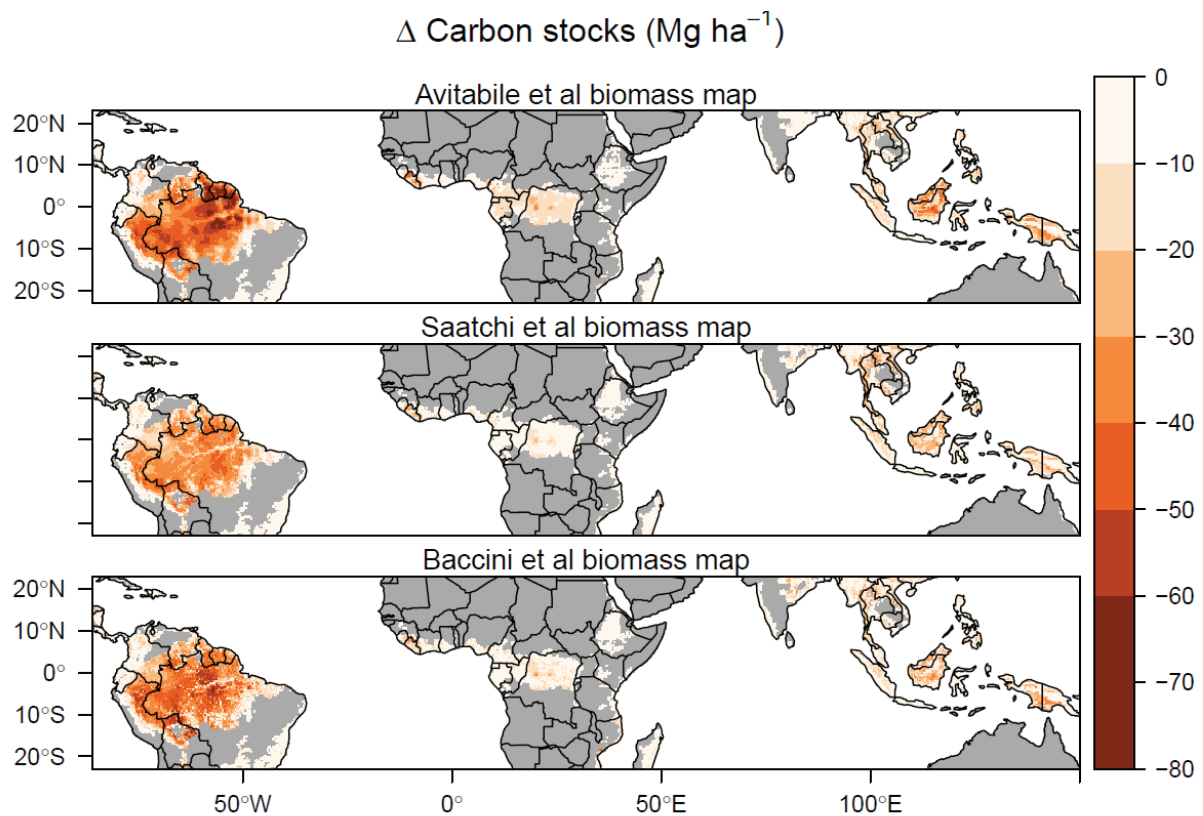 Δ Carbon stocks (Mg ha⁻¹)
Avitabile et al biomass map
20°N
10°N
0°
10°S
20°S
Saatchi et al biomass map
Baccini et al biomass map
20°N
10°N
0°
10°S
20°S
50°W
0°
50°E
100°E
0
−10
−20
−30
−40
−50
−60
−80